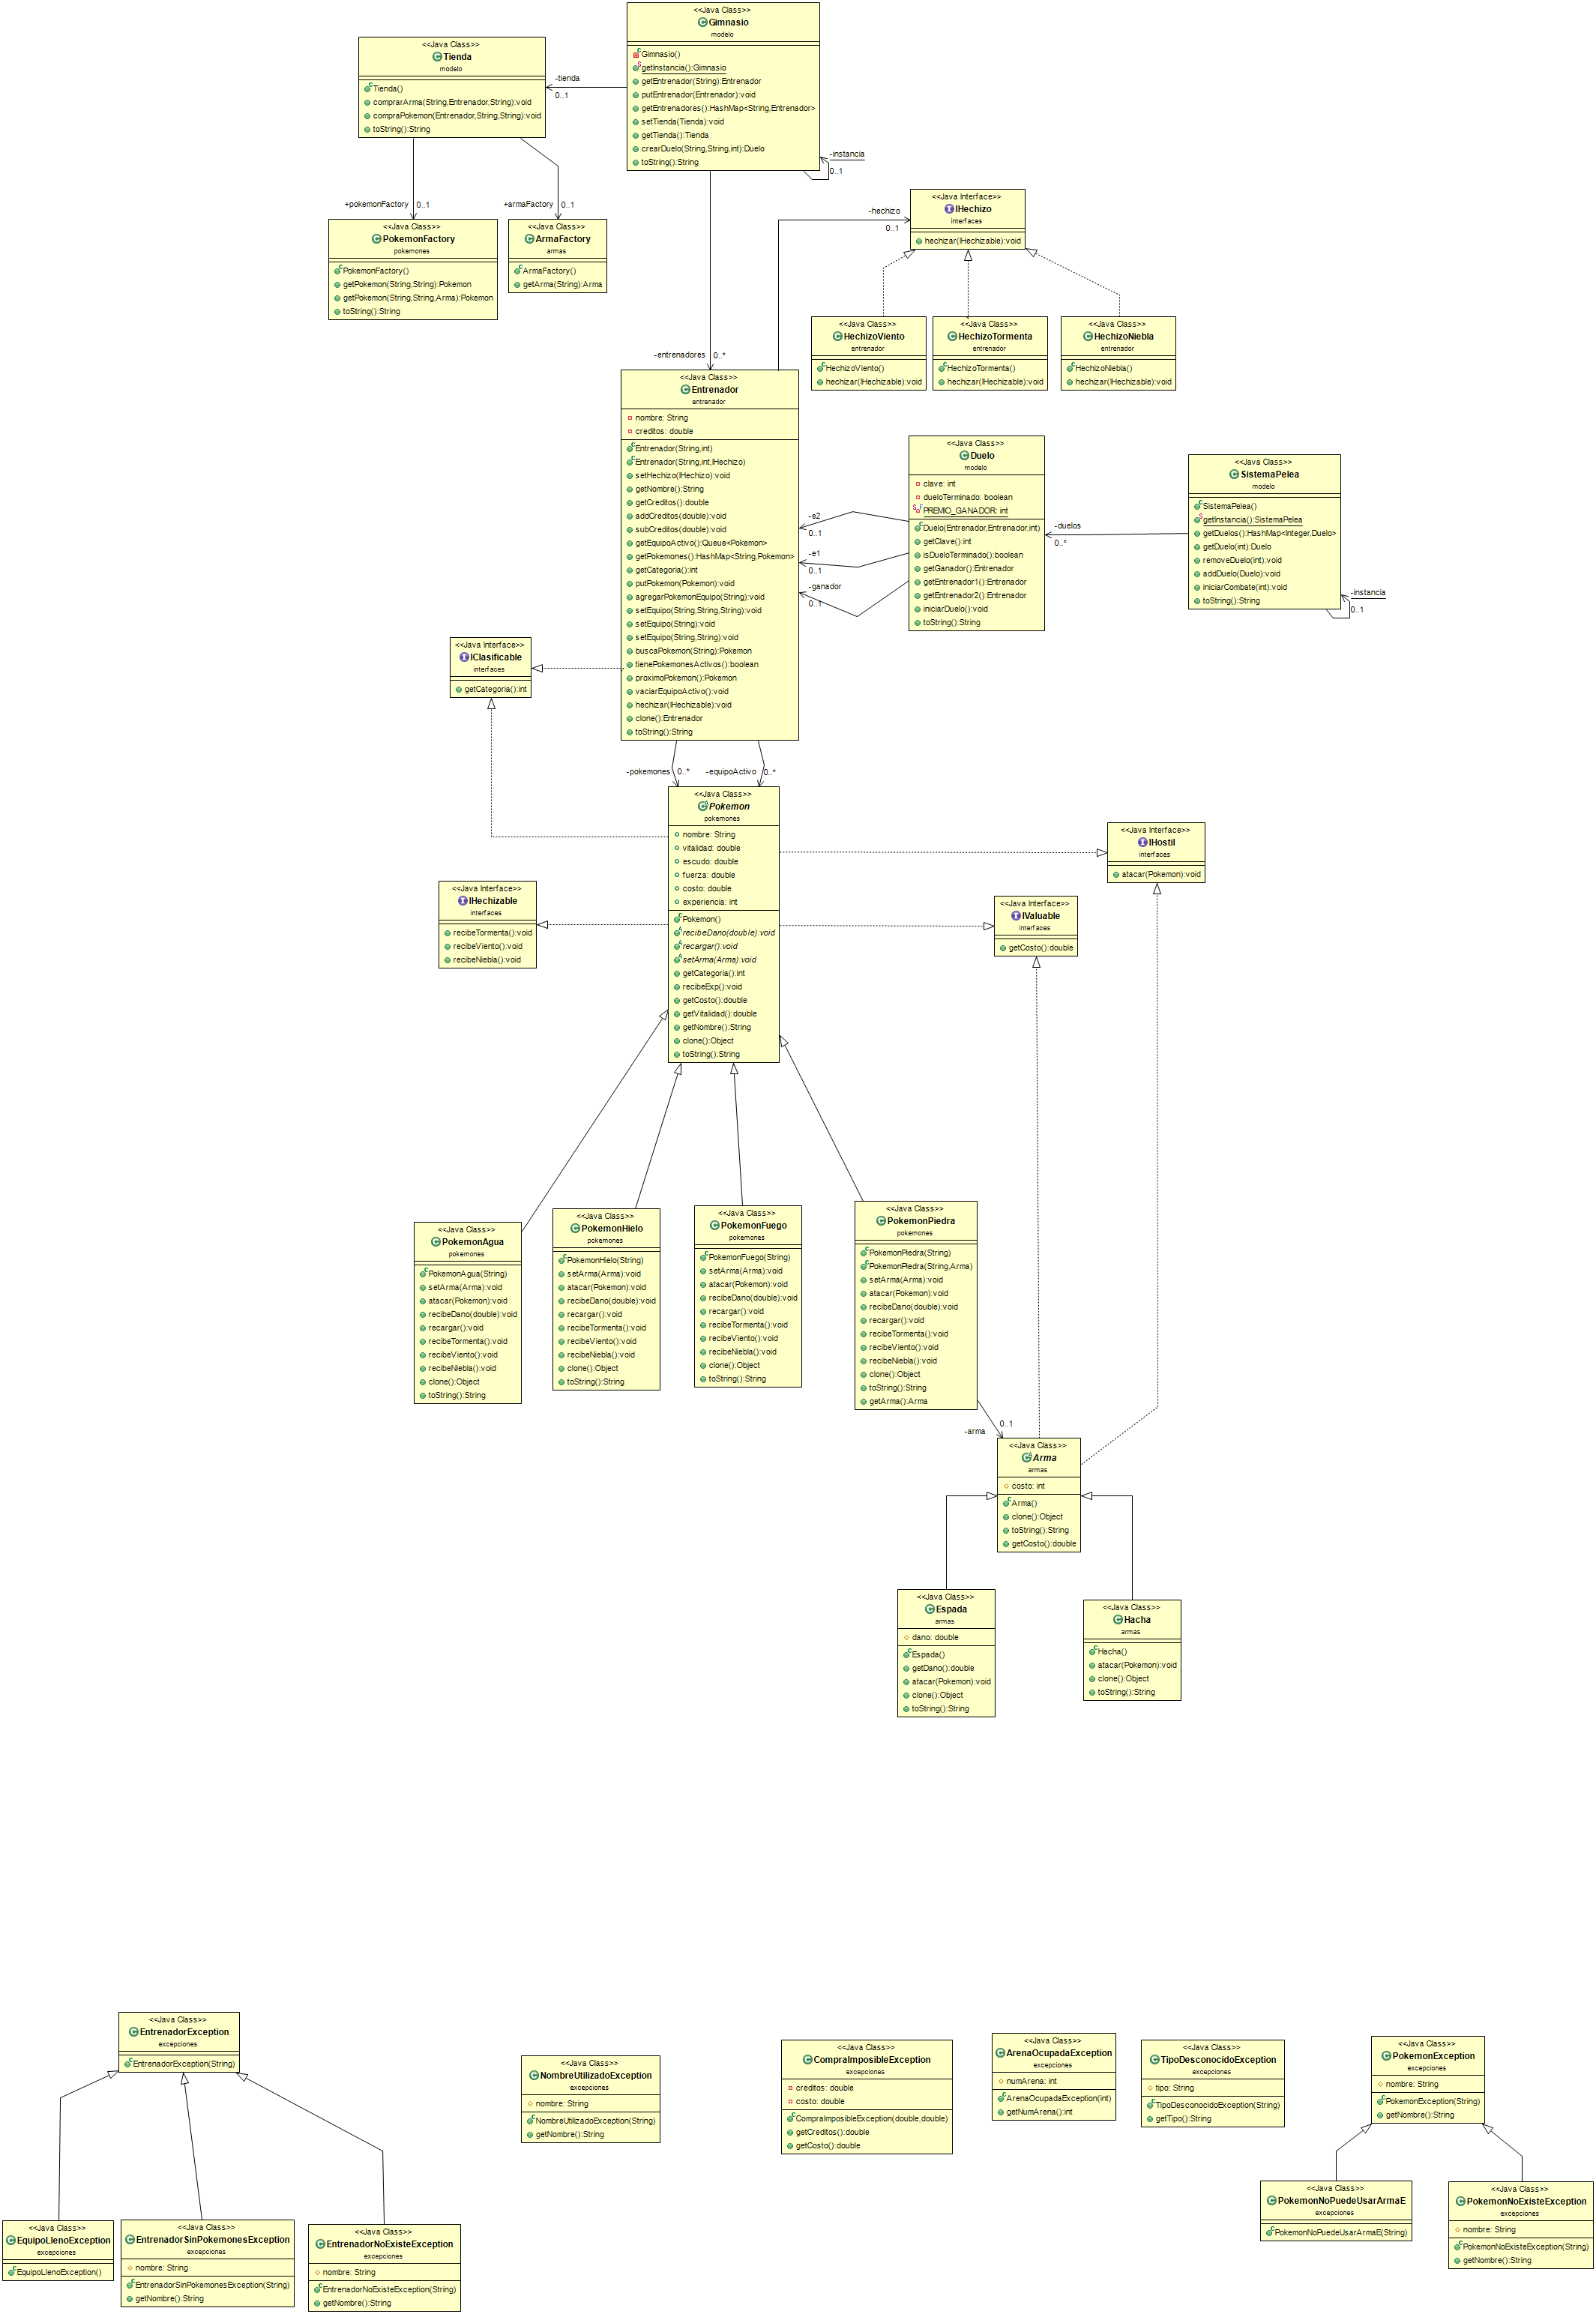 <<Java Class>>
Gimnasio
modelo
Gimnasio()
getInstancia():Gimnasio
getEntrenador(String):Entrenador
putEntrenador(Entrenador):void
getEntrenadores():HashMap<String,Entrenador>
setTienda(Tienda):void
getTienda():Tienda
crearDuelo(String,String,int):Duelo
toString():String
-instancia
0..1
-tienda
0..1
<<Java Class>>
Tienda
modelo
Tienda()
comprarArma(String,Entrenador,String):void
compraPokemon(Entrenador,String,String):void
toString():String
+pokemonFactory
0..1
+armaFactory
0..1
<<Java Class>>
PokemonFactory
pokemones
PokemonFactory()
getPokemon(String,String):Pokemon
getPokemon(String,String,Arma):Pokemon
toString():String
<<Java Class>>
ArmaFactory
armas
ArmaFactory()
getArma(String):Arma
-hechizo
0..1
<<Java Interface>>
IHechizo
interfaces
hechizar(IHechizable):void
<<Java Class>>
HechizoViento
entrenador
HechizoViento()
hechizar(IHechizable):void
<<Java Class>>
HechizoTormenta
entrenador
HechizoTormenta()
hechizar(IHechizable):void
<<Java Class>>
HechizoNiebla
entrenador
HechizoNiebla()
hechizar(IHechizable):void
-entrenadores
0..*
<<Java Class>>
Entrenador
entrenador
nombre: String
creditos: double
Entrenador(String,int)
Entrenador(String,int,IHechizo)
setHechizo(IHechizo):void
getNombre():String
getCreditos():double
addCreditos(double):void
subCreditos(double):void
getEquipoActivo():Queue<Pokemon>
getPokemones():HashMap<String,Pokemon>
getCategoria():int
putPokemon(Pokemon):void
agregarPokemonEquipo(String):void
setEquipo(String,String,String):void
setEquipo(String):void
setEquipo(String,String):void
buscaPokemon(String):Pokemon
tienePokemonesActivos():boolean
proximoPokemon():Pokemon
vaciarEquipoActivo():void
hechizar(IHechizable):void
clone():Entrenador
toString():String
-e2
0..1
-e1
0..1
-ganador
0..1
<<Java Class>>
Duelo
modelo
clave: int
dueloTerminado: boolean
PREMIO_GANADOR: int
Duelo(Entrenador,Entrenador,int)
getClave():int
isDueloTerminado():boolean
getGanador():Entrenador
getEntrenador1():Entrenador
getEntrenador2():Entrenador
iniciarDuelo():void
toString():String
-duelos
0..*
<<Java Class>>
SistemaPelea
modelo
SistemaPelea()
getInstancia():SistemaPelea
getDuelos():HashMap<Integer,Duelo>
getDuelo(int):Duelo
removeDuelo(int):void
addDuelo(Duelo):void
iniciarCombate(int):void
toString():String
-instancia
0..1
<<Java Interface>>
IClasificable
interfaces
getCategoria():int
-pokemones
0..*
-equipoActivo
0..*
<<Java Class>>
Pokemon
pokemones
nombre: String
vitalidad: double
escudo: double
fuerza: double
costo: double
experiencia: int
Pokemon()
recibeDano(double):void
recargar():void
setArma(Arma):void
getCategoria():int
recibeExp():void
getCosto():double
getVitalidad():double
getNombre():String
clone():Object
toString():String
<<Java Interface>>
IHostil
interfaces
atacar(Pokemon):void
<<Java Interface>>
IHechizable
interfaces
recibeTormenta():void
recibeViento():void
recibeNiebla():void
<<Java Interface>>
IValuable
interfaces
getCosto():double
<<Java Class>>
PokemonAgua
pokemones
PokemonAgua(String)
setArma(Arma):void
atacar(Pokemon):void
recibeDano(double):void
recargar():void
recibeTormenta():void
recibeViento():void
recibeNiebla():void
clone():Object
toString():String
<<Java Class>>
PokemonHielo
pokemones
PokemonHielo(String)
setArma(Arma):void
atacar(Pokemon):void
recibeDano(double):void
recargar():void
recibeTormenta():void
recibeViento():void
recibeNiebla():void
clone():Object
toString():String
<<Java Class>>
PokemonFuego
pokemones
PokemonFuego(String)
setArma(Arma):void
atacar(Pokemon):void
recibeDano(double):void
recargar():void
recibeTormenta():void
recibeViento():void
recibeNiebla():void
clone():Object
toString():String
<<Java Class>>
PokemonPiedra
pokemones
PokemonPiedra(String)
PokemonPiedra(String,Arma)
setArma(Arma):void
atacar(Pokemon):void
recibeDano(double):void
recargar():void
recibeTormenta():void
recibeViento():void
recibeNiebla():void
clone():Object
toString():String
getArma():Arma
-arma
0..1
<<Java Class>>
Arma
armas
costo: int
Arma()
clone():Object
toString():String
getCosto():double
<<Java Class>>
Espada
armas
dano: double
Espada()
getDano():double
atacar(Pokemon):void
clone():Object
toString():String
<<Java Class>>
Hacha
armas
Hacha()
atacar(Pokemon):void
clone():Object
toString():String
<<Java Class>>
EntrenadorException
excepciones
EntrenadorException(String)
<<Java Class>>
NombreUtilizadoException
excepciones
nombre: String
NombreUtilizadoException(String)
getNombre():String
<<Java Class>>
CompraImposibleException
excepciones
creditos: double
costo: double
CompraImposibleException(double,double)
getCreditos():double
getCosto():double
<<Java Class>>
ArenaOcupadaException
excepciones
numArena: int
ArenaOcupadaException(int)
getNumArena():int
<<Java Class>>
TipoDesconocidoException
excepciones
tipo: String
TipoDesconocidoException(String)
getTipo():String
<<Java Class>>
PokemonException
excepciones
nombre: String
PokemonException(String)
getNombre():String
<<Java Class>>
EquipoLlenoException
excepciones
EquipoLlenoException()
<<Java Class>>
EntrenadorSinPokemonesException
excepciones
nombre: String
EntrenadorSinPokemonesException(String)
getNombre():String
<<Java Class>>
EntrenadorNoExisteException
excepciones
nombre: String
EntrenadorNoExisteException(String)
getNombre():String
<<Java Class>>
PokemonNoPuedeUsarArmaE
excepciones
PokemonNoPuedeUsarArmaE(String)
<<Java Class>>
PokemonNoExisteException
excepciones
nombre: String
PokemonNoExisteException(String)
getNombre():String